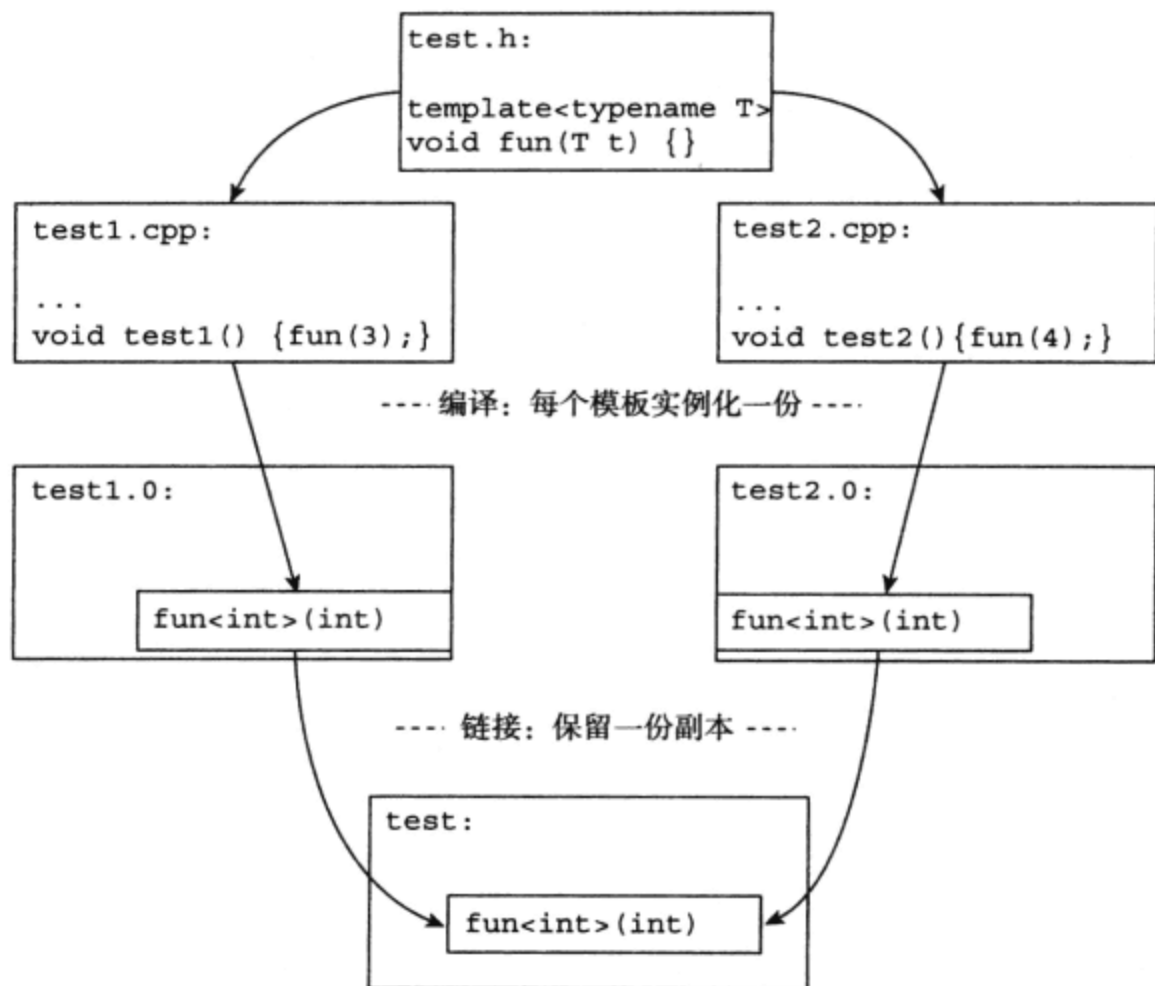 test.h:
template<typename T>
void fun(T t) {}
test1.cpp:
...
void test1() {fun(3);}
test2.cpp:
...
void test2(){fun(4);}
---- 编译: 每个模板实例化一份 ----
test1.0:
fun<int>(int)
test2.0:
fun<int>(int)
---- 链接: 保留一份副本 ----
test:
fun<int>(int)